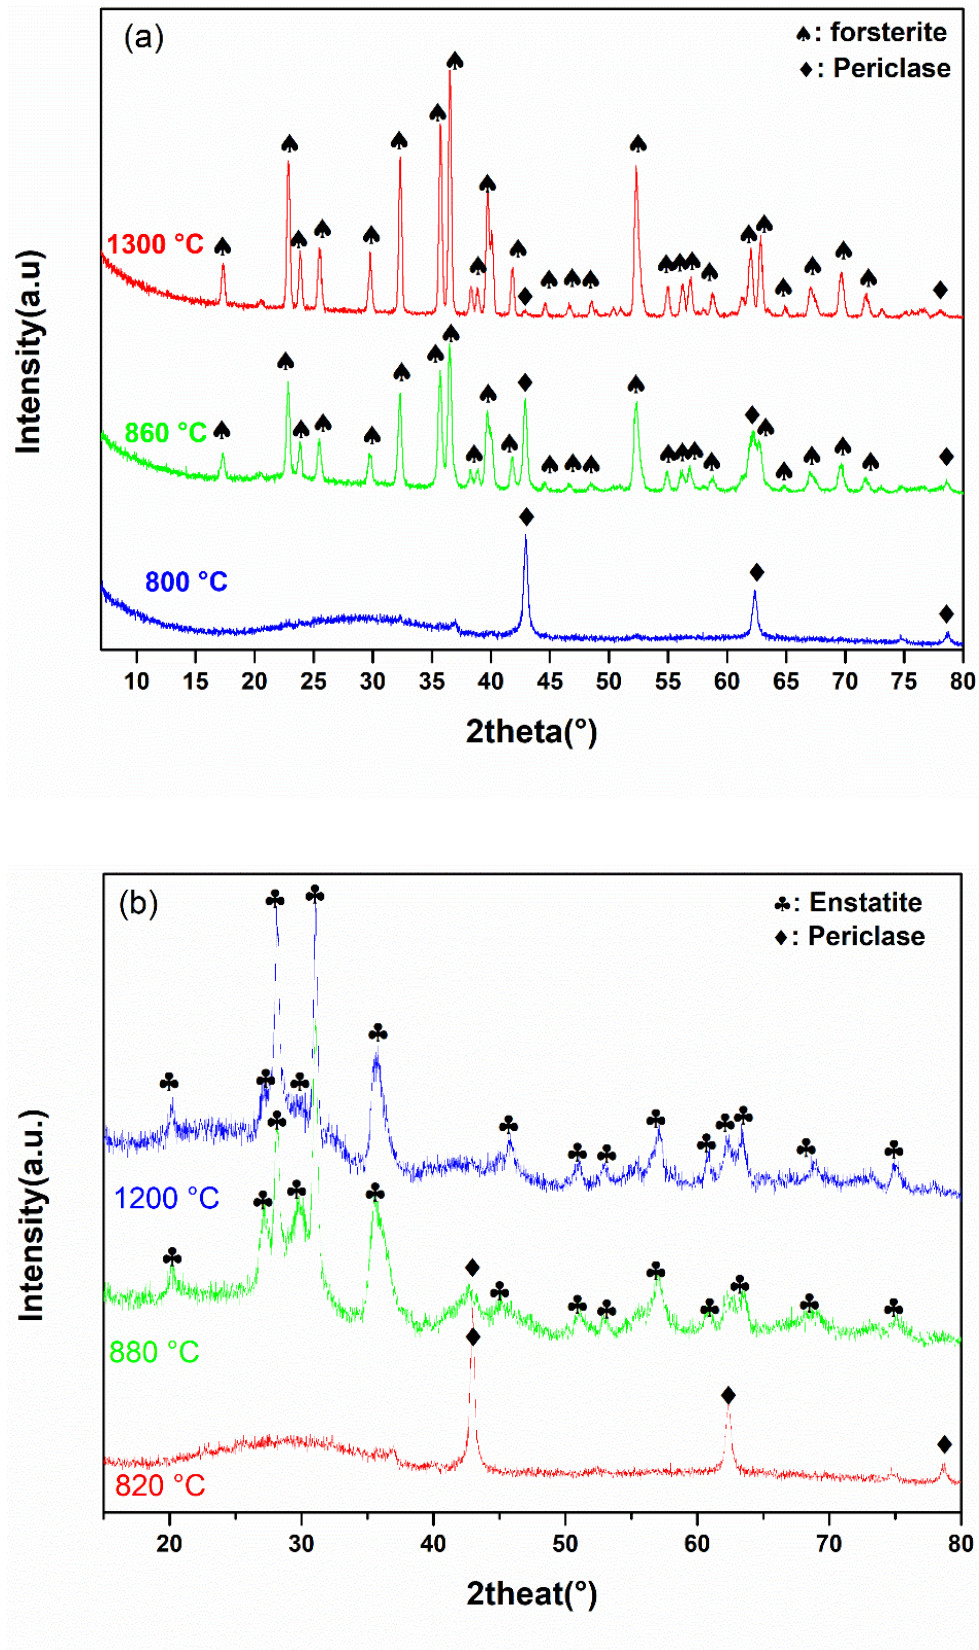 (a)
♠: forsterite
♦: Periclase
1300 °C
860 °C
800 °C
Intensity(a.u)
10 15 20 25 30 35 40 45 50 55 60 65 70 75 80
2theta(°)
(b)
♣: Enstatite
♦: Periclase
1200 °C
880 °C
820 °C
Intensity(a.u.)
20 30 40 50 60 70 80
2theat(°)